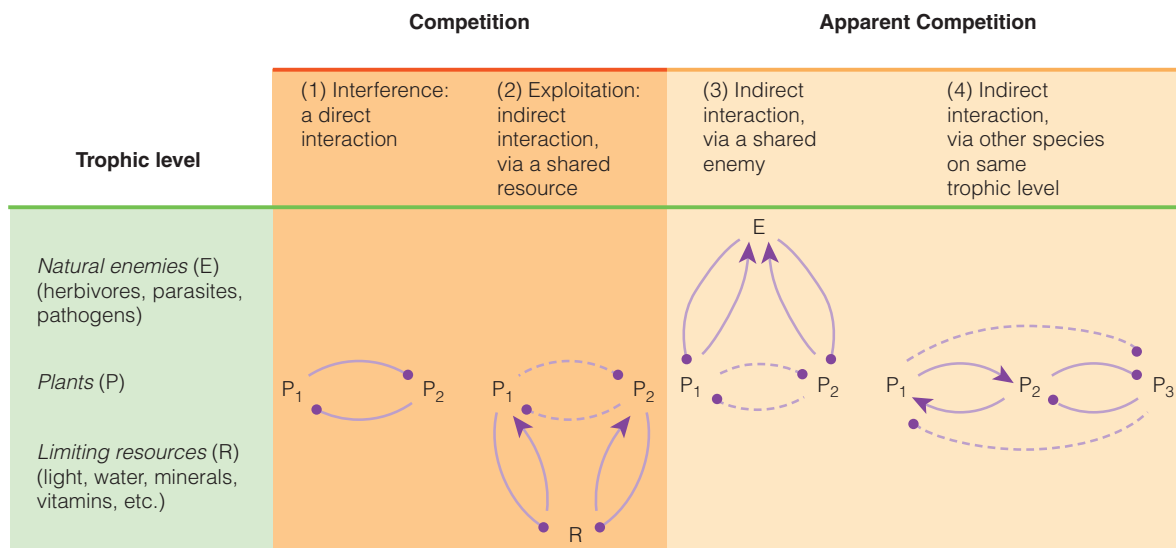 Competition
Apparent Competition
Trophic level
(1) Interference:
a direct
interaction
(2) Exploitation:
indirect
interaction,
via a shared
resource
(3) Indirect
interaction,
via a shared
enemy
(4) Indirect
interaction,
via other species
on same
trophic level
Natural enemies (E)
(herbivores, parasites,
pathogens)
Plants (P)
Limiting resources (R)
(light, water, minerals,
vitamins, etc.)
P1 P2
P1 P2
R
E
P1 P2
P1 P2 P3